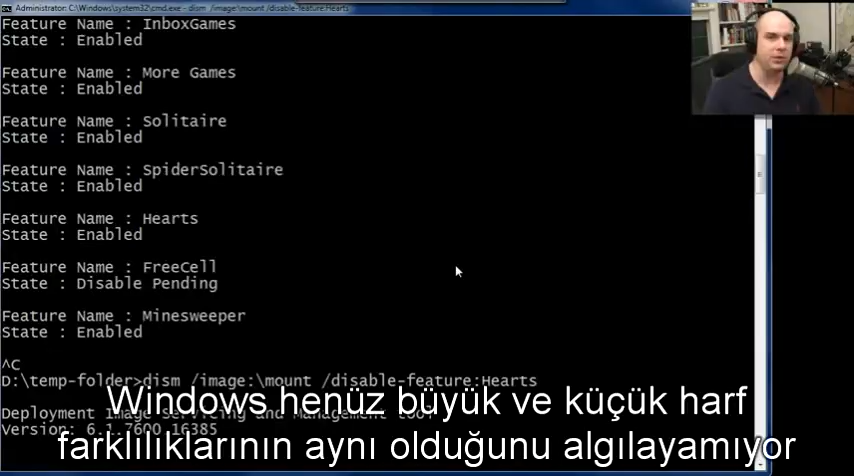 Administrator: C:\Windows\system32\cmd.exe - dism /image:\mount /disable-feature:Hearts
Feature Name : InboxGames
State : Enabled
Feature Name : More Games
State : Enabled
Feature Name : Solitaire
State : Enabled
Feature Name : SpiderSolitaire
State : Enabled
Feature Name : Hearts
State : Enabled
Feature Name : FreeCell
State : Disable Pending
Feature Name : Minesweeper
State : Enabled
^C
D:\temp-folder>dism /image:\mount /disable-feature:Hearts
Deployment Image Servicing and Management tool
Version: 6.1.7600.16385
Windows henüz büyük ve küçük harf
farklılıklarının aynı olduğunu algılayamıyor